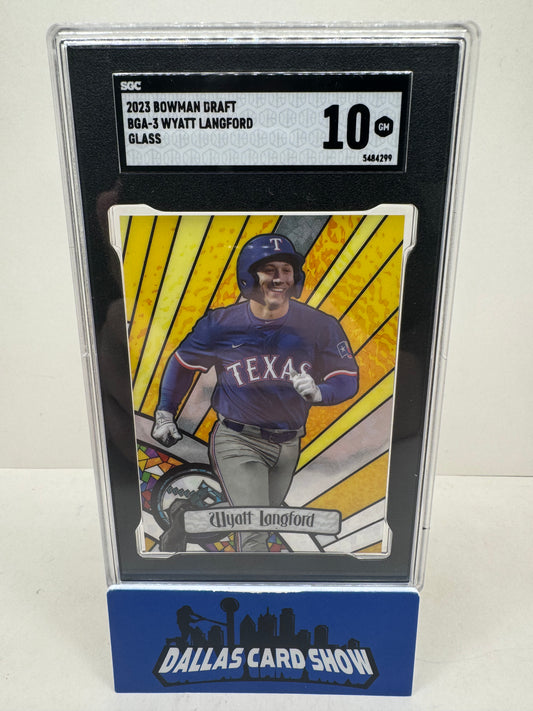 SGC
2023 BOWMAN DRAFT
BGA-3 WYATT LANGFORD
GLASS
10 GM
5484299
T
TEXAS
Wyatt Langford
DALLAS CARD SHOW